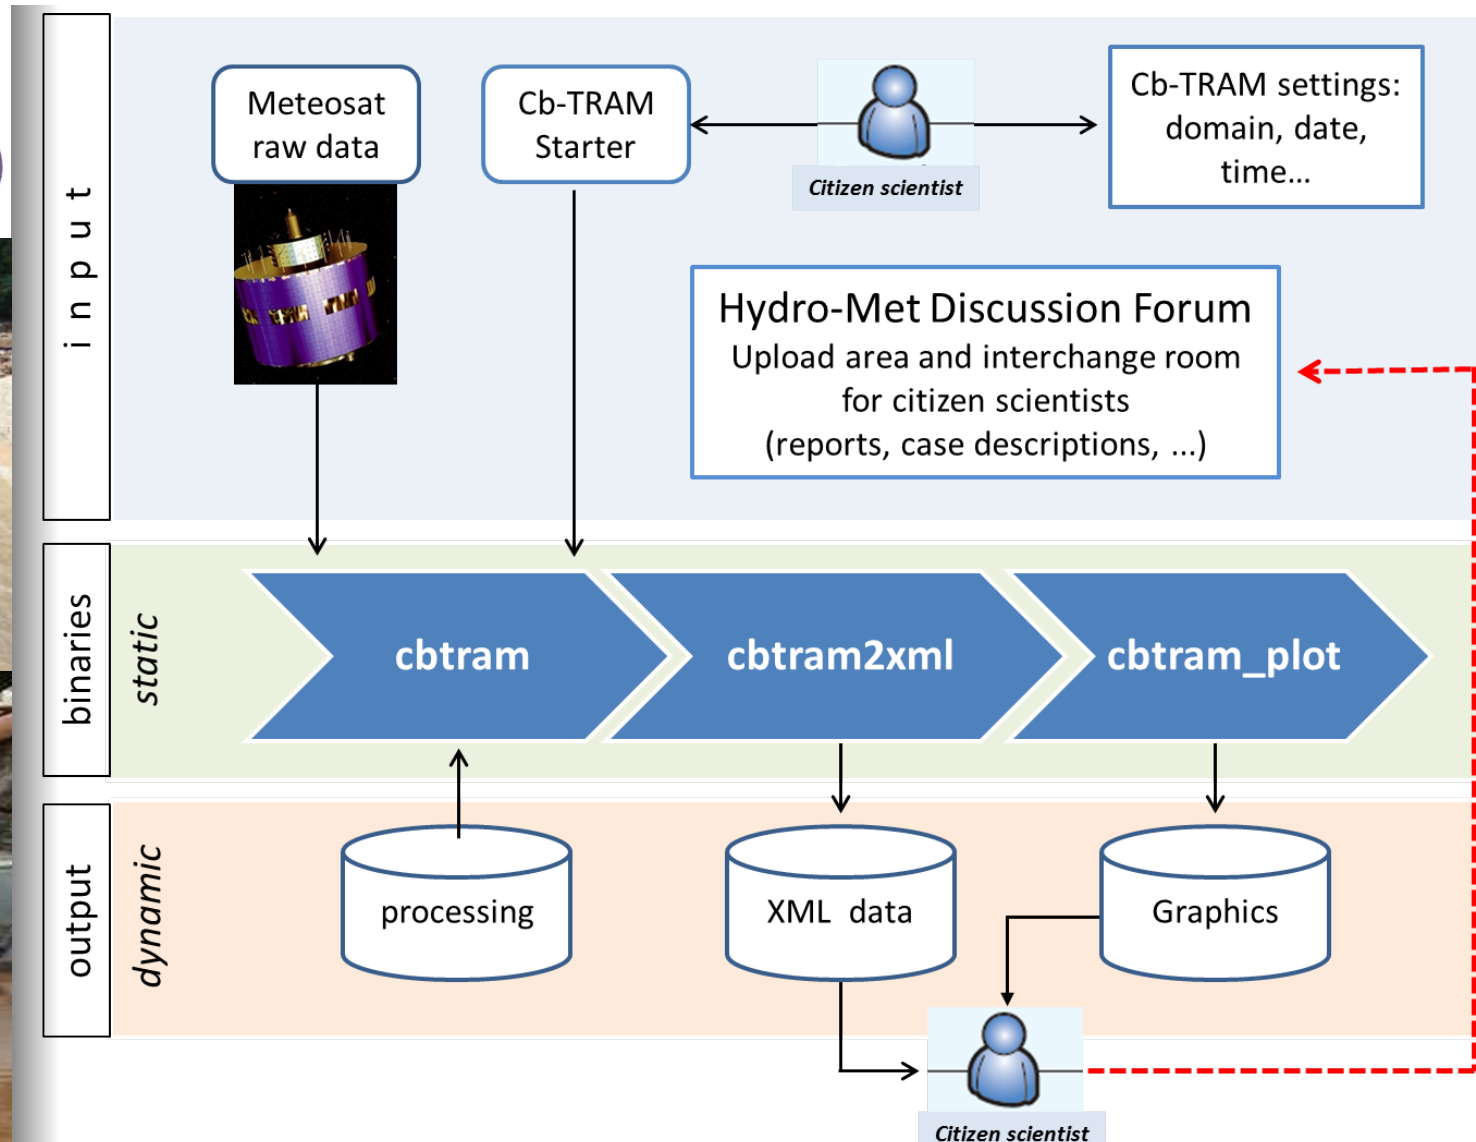 input
Meteosat
raw data
Cb-TRAM
Starter
Citizen scientist
Cb-TRAM settings:
domain, date,
time...
Hydro-Met Discussion Forum
Upload area and interchange room
for citizen scientists
(reports, case descriptions, ...)
binaries
static
cbtram
cbtram2xml
cbtram_plot
output
dynamic
processing
XML data
Graphics
Citizen scientist